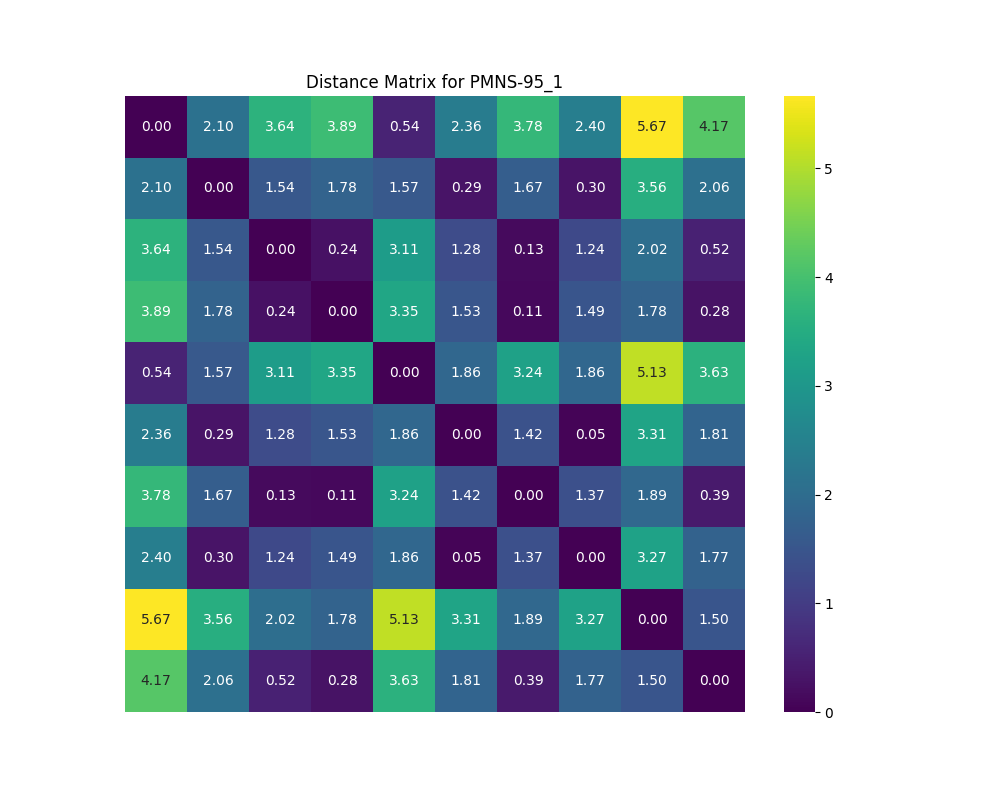 Distance Matrix for PMNS-95_1
0.00 2.10 3.64 3.89 0.54 2.36 3.78 2.40 5.67 4.17
2.10 0.00 1.54 1.78 1.57 0.29 1.67 0.30 3.56 2.06
3.64 1.54 0.00 0.24 3.11 1.28 0.13 1.24 2.02 0.52
3.89 1.78 0.24 0.00 3.35 1.53 0.11 1.49 1.78 0.28
0.54 1.57 3.11 3.35 0.00 1.86 3.24 1.86 5.13 3.63
2.36 0.29 1.28 1.53 1.86 0.00 1.42 0.05 3.31 1.81
3.78 1.67 0.13 0.11 3.24 1.42 0.00 1.37 1.89 0.39
2.40 0.30 1.24 1.49 1.86 0.05 1.37 0.00 3.27 1.77
5.67 3.56 2.02 1.78 5.13 3.31 1.89 3.27 0.00 1.50
4.17 2.06 0.52 0.28 3.63 1.81 0.39 1.77 1.50 0.00
5
4
3
2
1
0